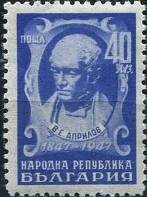 ПОЩА
40
ЛВ.
В.Е. АПРИЛОВ
1847-1947
НАРОДНА РЕПУБЛИКА
БЪЛГАРИЯ